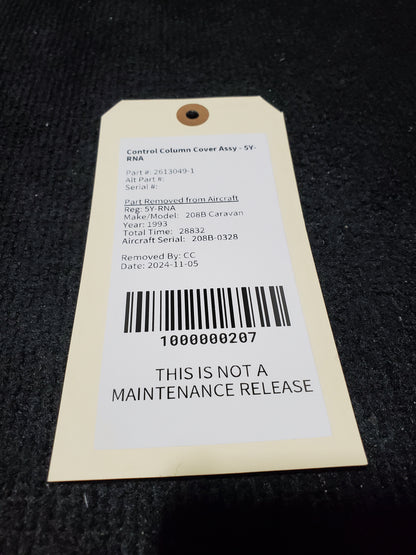 Control Column Cover Assy - 5Y-
RNA
Part #: 2613049-1
Alt Part #:
Serial #:
Part Removed from Aircraft
Reg: 5Y-RNA
Make/Model: 208B Caravan
Year: 1993
Total Time: 28832
Aircraft Serial: 208B-0328
Removed By: CC
Date: 2024-11-05
1000000207
THIS IS NOT A
MAINTENANCE RELEASE